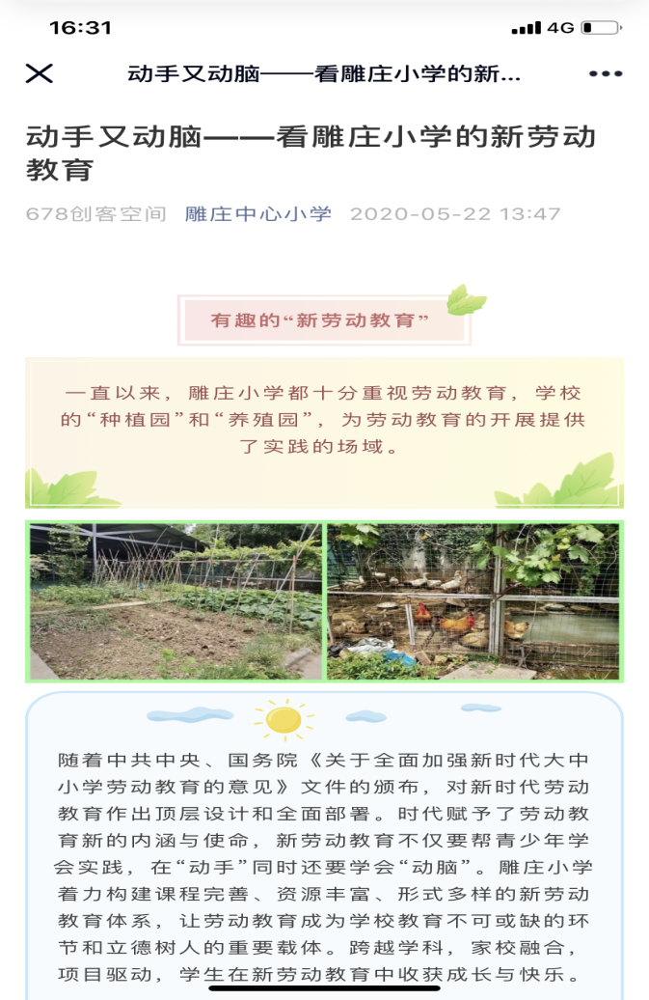 16:31
4G
动手又动脑——看雕庄小学的新...
动手又动脑——看雕庄小学的新劳动
教育
678创客空间 雕庄中心小学 2020-05-22 13:47
有趣的“新劳动教育”
一直以来，雕庄小学都十分重视劳动教育，学校
的“种植园”和“养殖园”，为劳动教育的开展提供
了实践的场域。
随着中共中央、国务院《关于全面加强新时代大中
小学劳动教育的意见》文件的颁布，对新时代劳动
教育作出顶层设计和全面部署。时代赋予了劳动教
育新的内涵与使命，新劳动教育不仅要帮青少年学
会实践，在“动手”同时还要学会“动脑”。雕庄小学
着力构建课程完善、资源丰富、形式多样的新劳动
教育体系，让劳动教育成为学校教育不可或缺的环
节和立德树人的重要载体。跨越学科，家校融合，
项目驱动，学生在新劳动教育中收获成长与快乐。